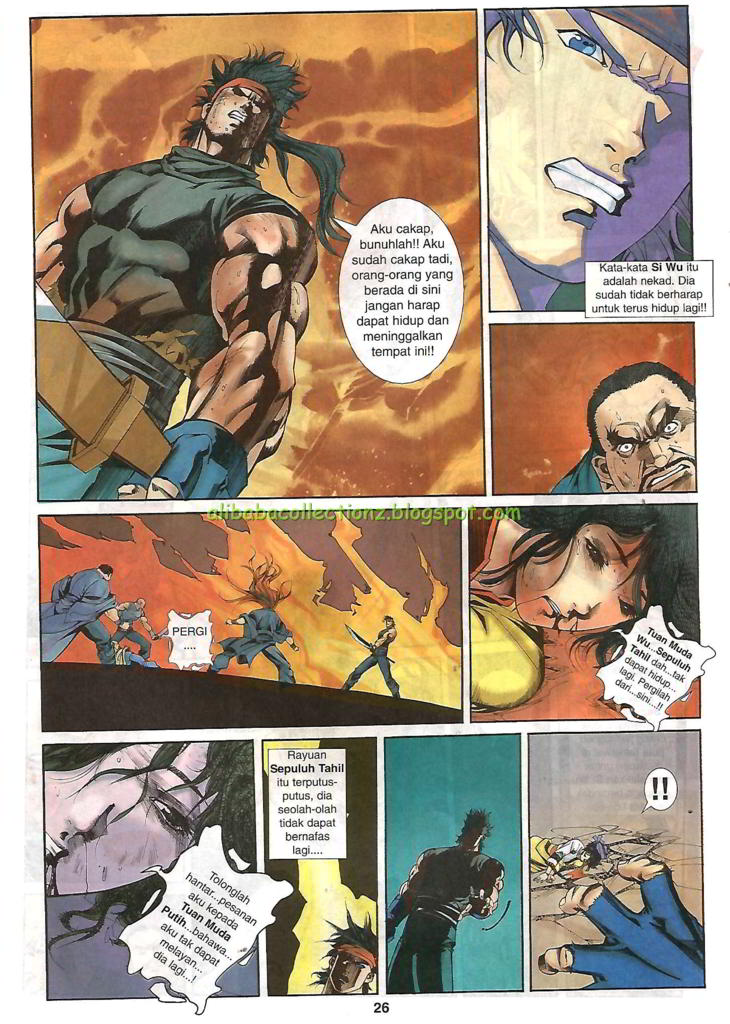 Aku cakap,
bunuhlah!! Aku
sudah cakap tadi,
orang-orang yang
berada di sini
jangan harap
dapat hidup dan
meninggalkan
tempat ini!!
Kata-kata Si Wu itu
adalah nekad. Dia
sudah tidak berharap
untuk terus hidup lagi!!
alibabacollectionz.blogspot.com
PERGI
....
Tuan Muda
Wu...Sepuluh
Tahil dah...tak
dapat hidup...
lagi. Pergilah
dari...sini...!!
Tolonglah
hantar...pesanan
aku kepada
Tuan Muda
Putih...bahawa...
aku tak dapat
melayan...
dia lagi...!
Rayuan
Sepuluh Tahil
itu terputus-
putus, dia
seolah-olah
tidak dapat
bernafas
lagi....
!!
26